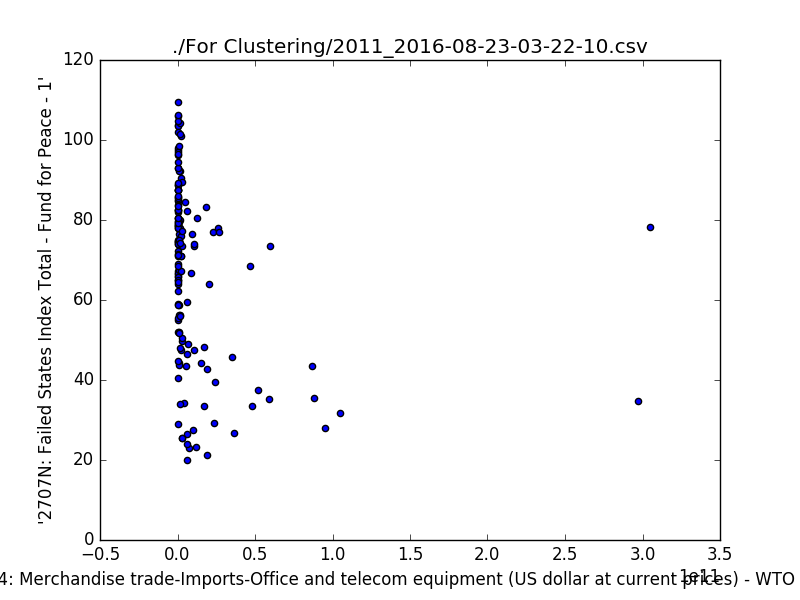 ./For Clustering/2011_2016-08-23-03-22-10.csv
'2707N: Failed States Index Total - Fund for Peace - 1'
120
100
80
60
40
20
0
−0.5 0.0 0.5 1.0 1.5 2.0 2.5 3.0 3.5
1e11
4: Merchandise trade-Imports-Office and telecom equipment (US dollar at current prices) - WTO